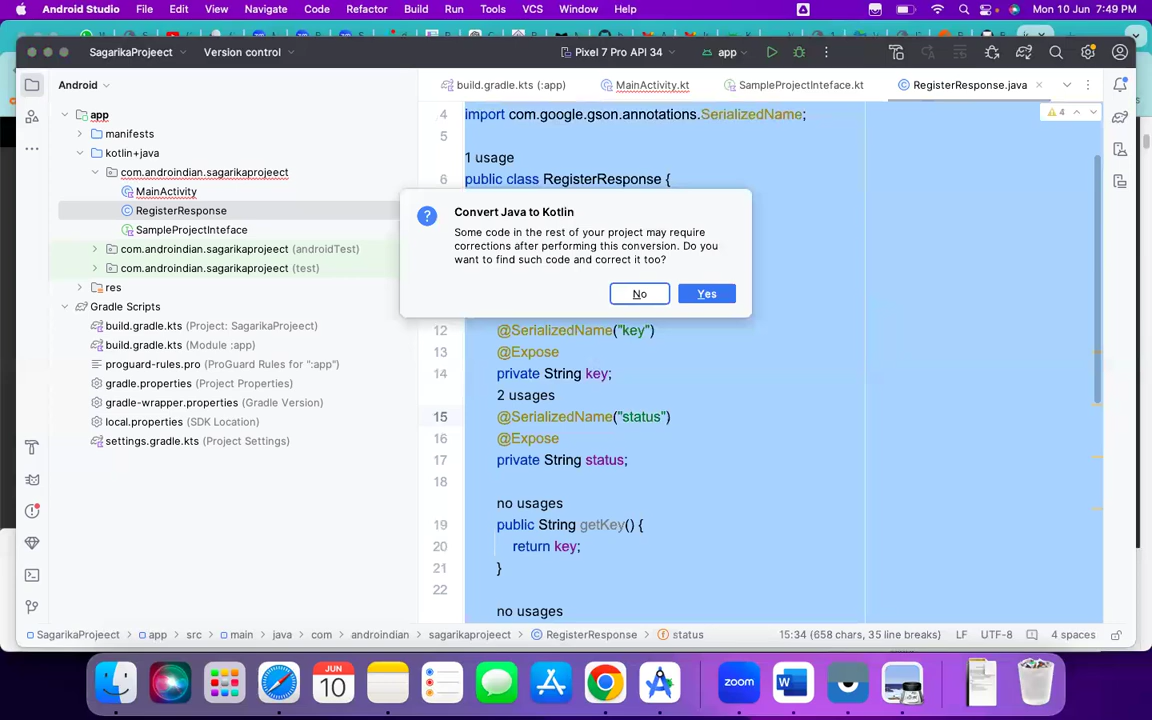 Android Studio File Edit View Navigate Code Refactor Build Run Tools VCS Window Help Mon 10 Jun 7:49 PM
SagarikaProjeect Version control Pixel 7 Pro API 34 app
Android build.gradle.kts (:app) MainActivity.kt SampleProjectInteface.kt RegisterResponse.java
app
manifests
kotlin+java
com.androindian.sagarikaprojeect
MainActivity
RegisterResponse
SampleProjectInteface
com.androindian.sagarikaprojeect (androidTest)
com.androindian.sagarikaprojeect (test)
res
Gradle Scripts
build.gradle.kts (Project: SagarikaProjeect)
build.gradle.kts (Module :app)
proguard-rules.pro (ProGuard Rules for ":app")
gradle.properties (Project Properties)
gradle-wrapper.properties (Gradle Version)
local.properties (SDK Location)
settings.gradle.kts (Project Settings)
4 import com.google.gson.annotations.SerializedName;
4
5
1 usage
6 public class RegisterResponse {
Convert Java to Kotlin
Some code in the rest of your project may require
corrections after performing this conversion. Do you
want to find such code and correct it too?
No Yes
12 @SerializedName("key")
13 @Expose
14 private String key;
2 usages
15 @SerializedName("status")
16 @Expose
17 private String status;
18
no usages
19 public String getKey() {
20 return key;
21 }
22
no usages
SagarikaProjeect app src main java com androindian sagarikaprojeect RegisterResponse status 15:34 (658 chars, 35 line breaks) LF UTF-8 4 spaces
JUN
10
zoom
W